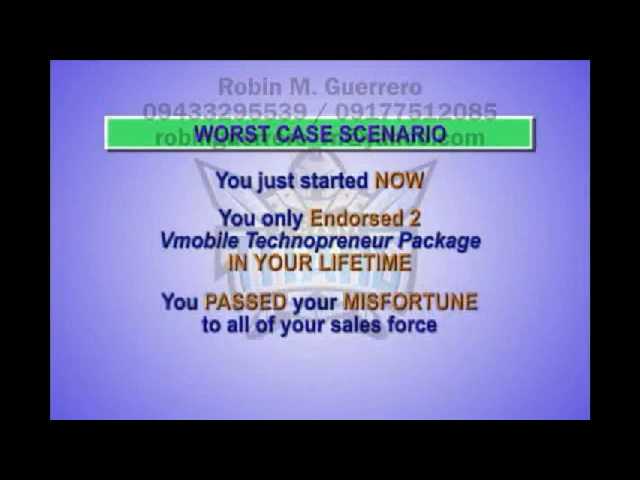 Robin M. Guerrero
09433295539 / 09177512085
WORST CASE SCENARIO
You just started NOW
You only Endorsed 2
Vmobile Technopreneur Package
IN YOUR LIFETIME
You PASSED your MISFORTUNE
to all of your sales force